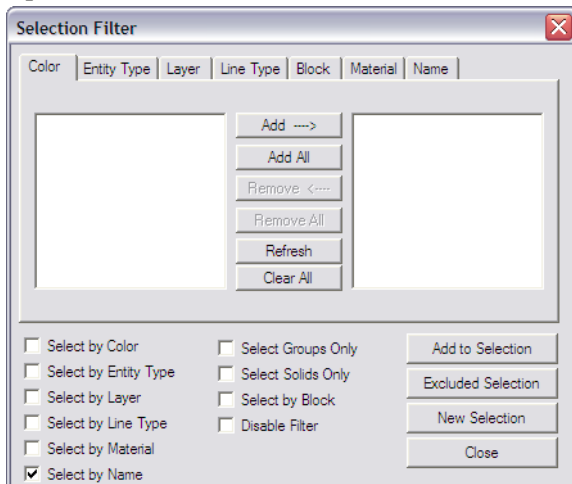 Selection Filter
Color Entity Type Layer Line Type Block Material Name
Add ---->
Add All
Remove <----
Remove All
Refresh
Clear All
Select by Color
Select by Entity Type
Select by Layer
Select by Line Type
Select by Material
Select by Name
Select Groups Only
Select Solids Only
Select by Block
Disable Filter
Add to Selection
Excluded Selection
New Selection
Close